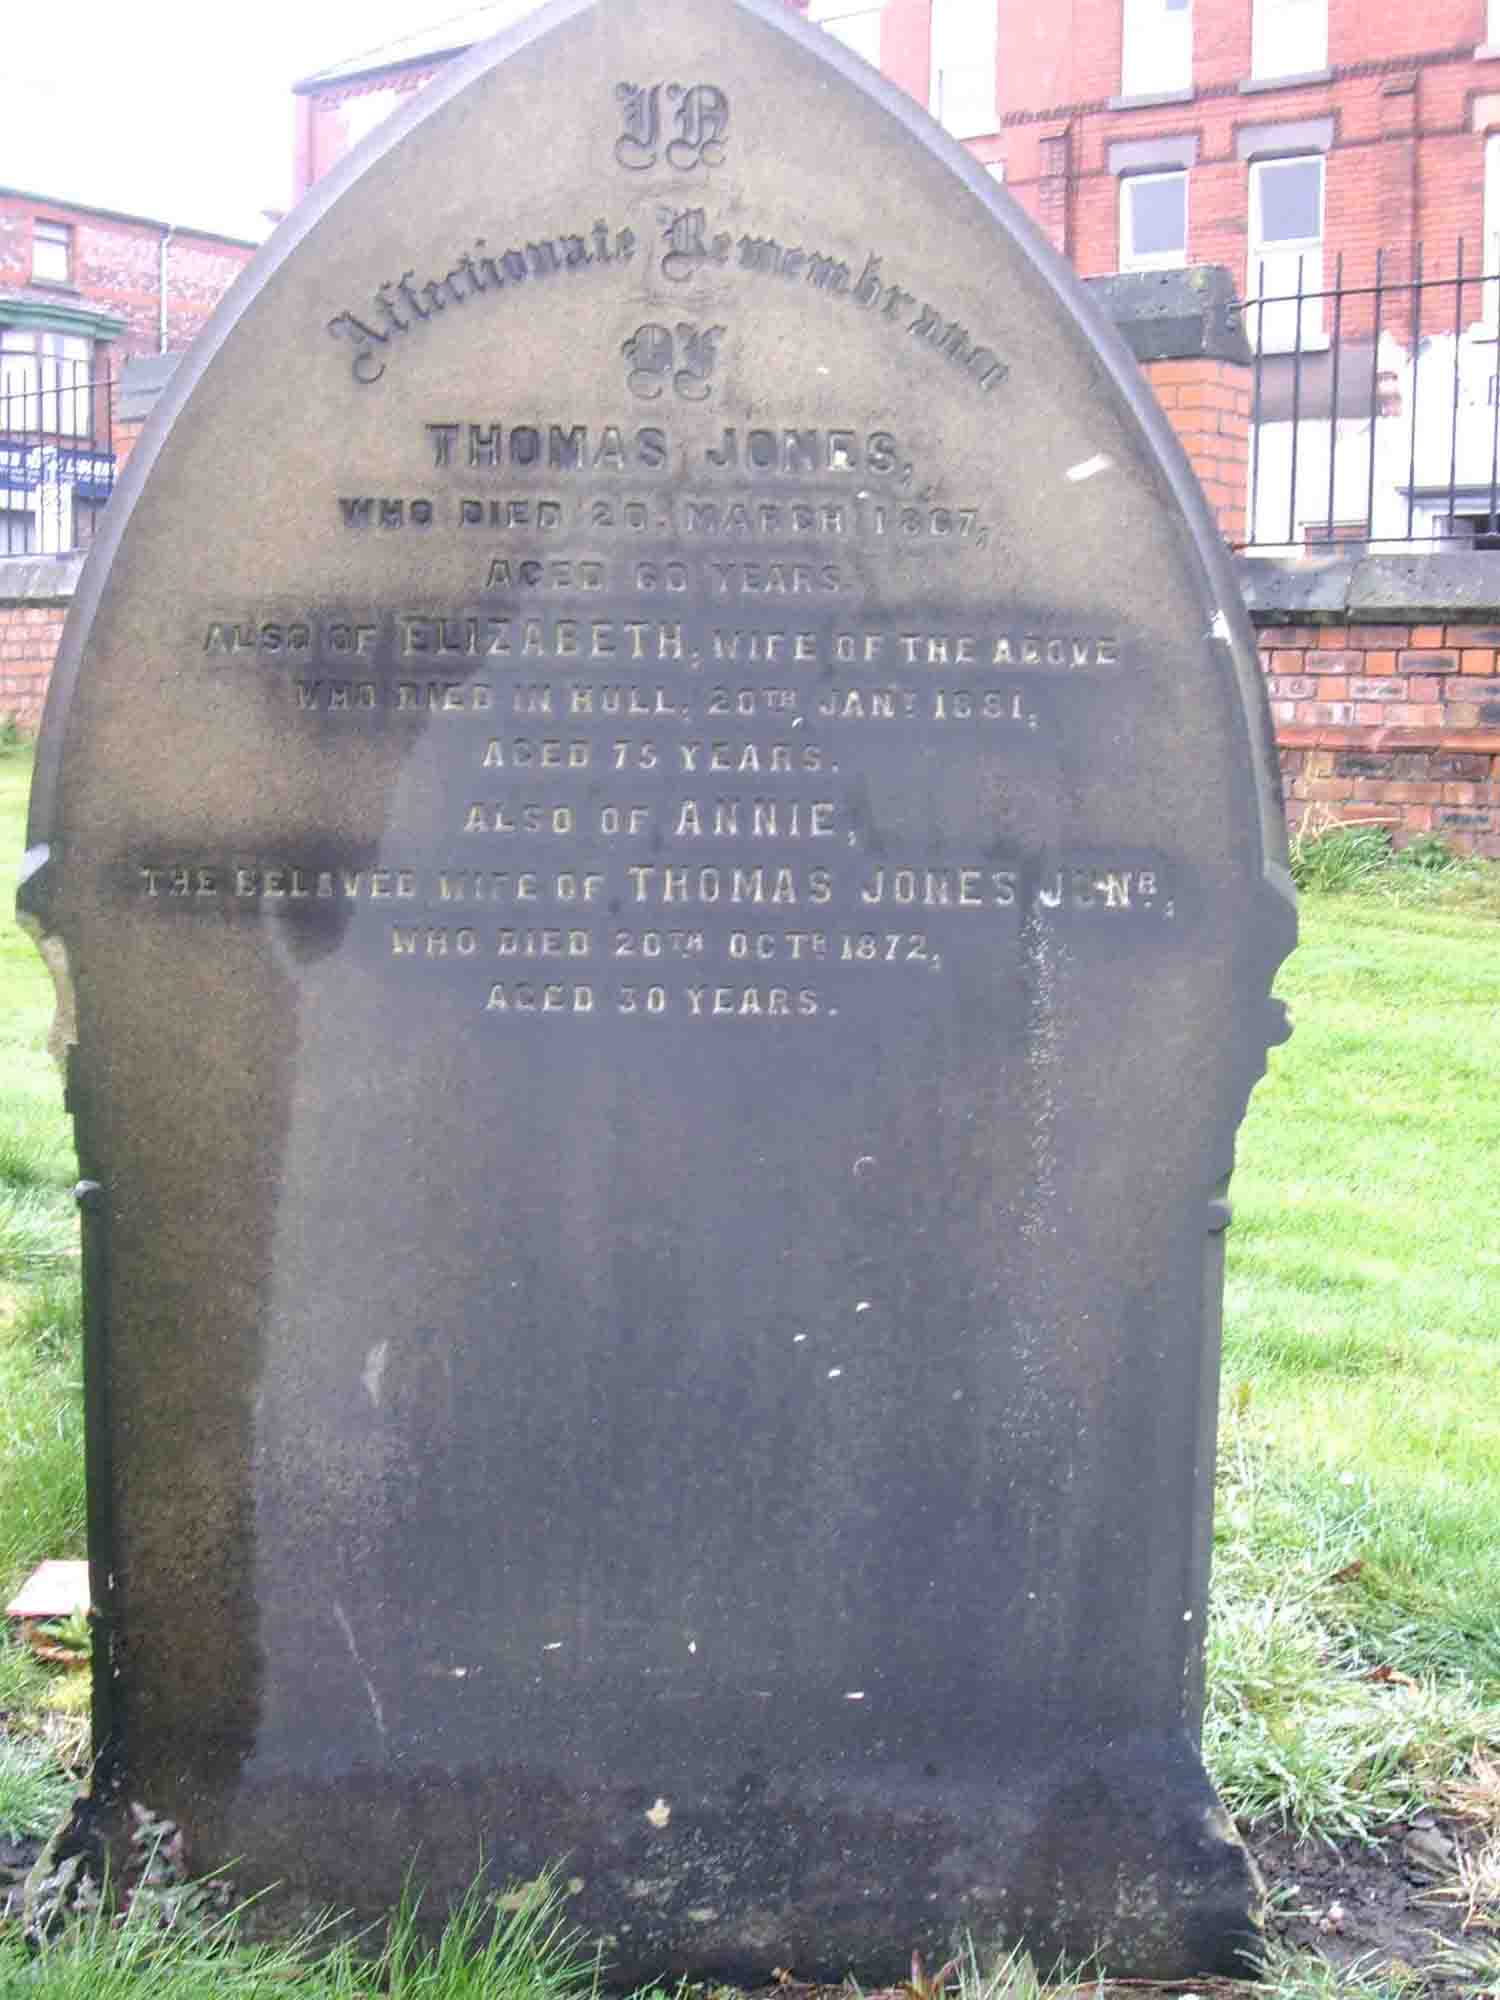 IN
Affectionate Remembrance
OF
THOMAS JONES,
WHO DIED 20. MARCH 1867,
AGED 60 YEARS.
ALSO OF ELIZABETH, WIFE OF THE ABOVE
WHO DIED IN HULL, 20TH JANY 1881,
AGED 75 YEARS.
ALSO OF ANNIE,
THE BELOVED WIFE OF THOMAS JONES JUNR,
WHO DIED 20TH OCTR 1872,
AGED 30 YEARS.